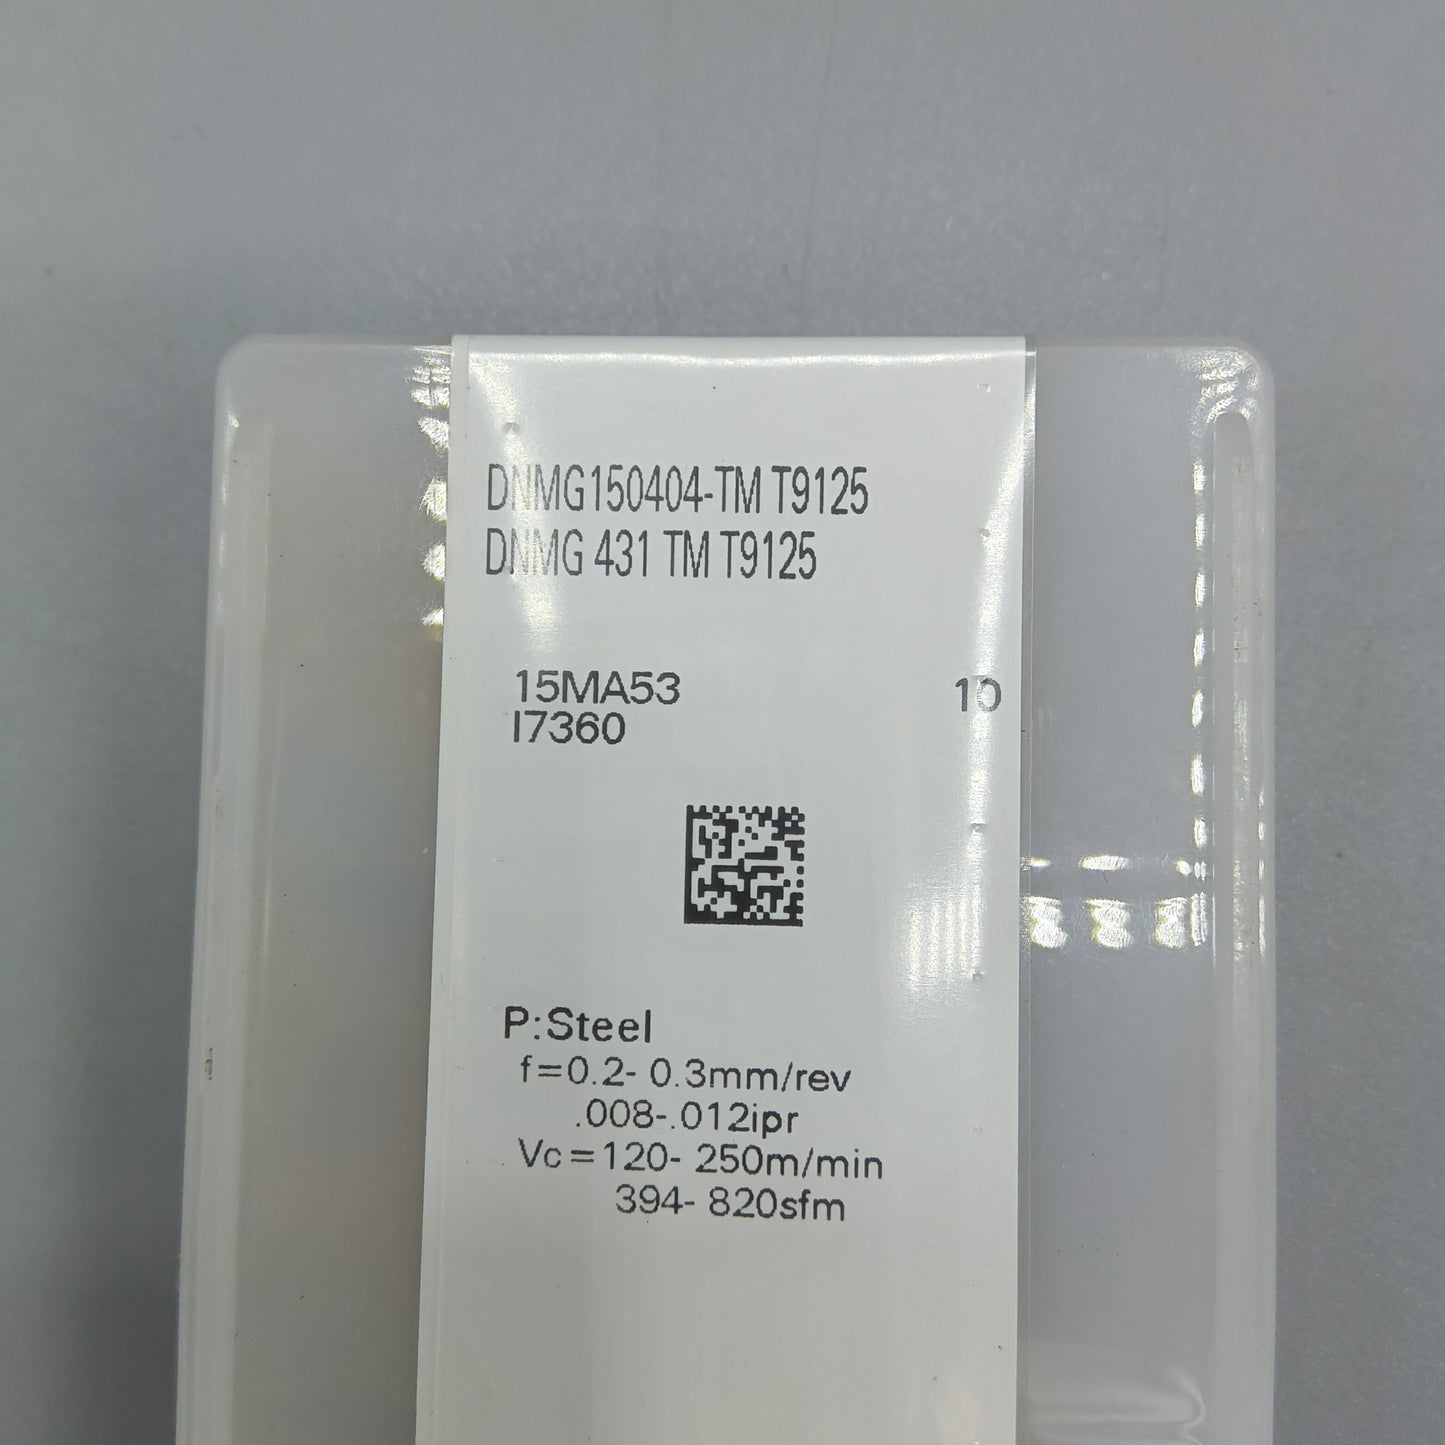 DNMG150404-TM T9125
DNMG 431 TM T9125
15MA53 10
I7360
P:Steel
f=0.2- 0.3mm/rev
.008-.012ipr
Vc=120- 250m/min
394- 820sfm